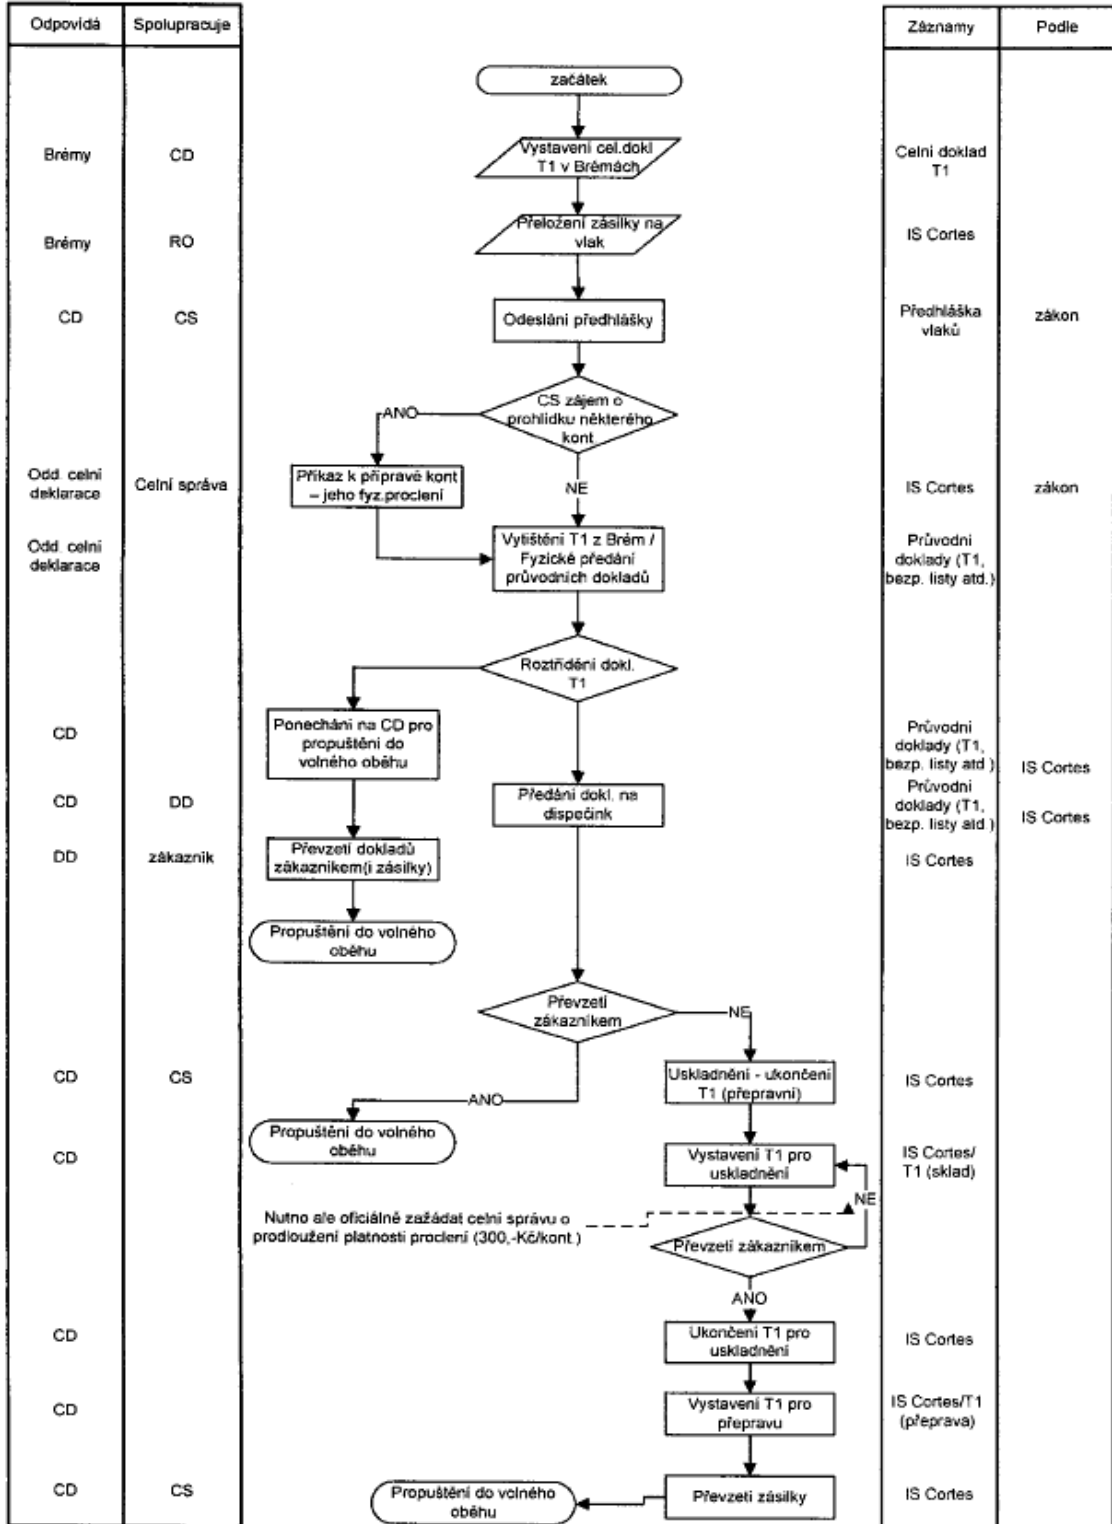 Odpovídá
Spolupracuje
Záznamy
Podle
začátek
Brémy
CD
Vystavení cel.dokl
T1 v Brémách
Celní doklad
T1
Brémy
RO
Přeložení zásilky na
vlak
IS Cortes
CD
CS
Odeslání předhlášky
Předhláška
vlaků
zákon
CS zájem o
prohlídku některého
kont
ANO
NE
Odd. celní
deklarace
Celní správa
Příkaz k přípravě kont
– jeho fyz.proclení
IS Cortes
zákon
Odd. celní
deklarace
Vytištění T1 z Brém /
Fyzické předání
průvodních dokladů
Průvodní
doklady (T1,
bezp. listy atd.)
Roztřídění dokl.
T1
CD
Ponechání na CD pro
propuštění do
volného oběhu
Průvodní
doklady (T1,
bezp. listy atd.)
IS Cortes
CD
DD
Předání dokl. na
dispečink
Průvodní
doklady (T1,
bezp. listy atd.)
IS Cortes
DD
zákazník
Převzetí dokladů
zákazníkem(i zásilky)
IS Cortes
Propuštění do volného
oběhu
Převzetí
zákazníkem
NE
CD
CS
Uskladnění - ukončení
T1 (přepravní)
IS Cortes
ANO
Propuštění do volného
oběhu
CD
Vystavení T1 pro
uskladnění
IS Cortes/
T1 (sklad)
NE
Nutno ale oficiálně zažádat celní správu o
prodloužení platnosti proclení (300,-Kč/kont.)
Převzetí zákazníkem
ANO
CD
Ukončení T1 pro
uskladnění
IS Cortes
CD
Vystavení T1 pro
přepravu
IS Cortes/T1
(přeprava)
CD
CS
Propuštění do volného
oběhu
Převzetí zásilky
IS Cortes